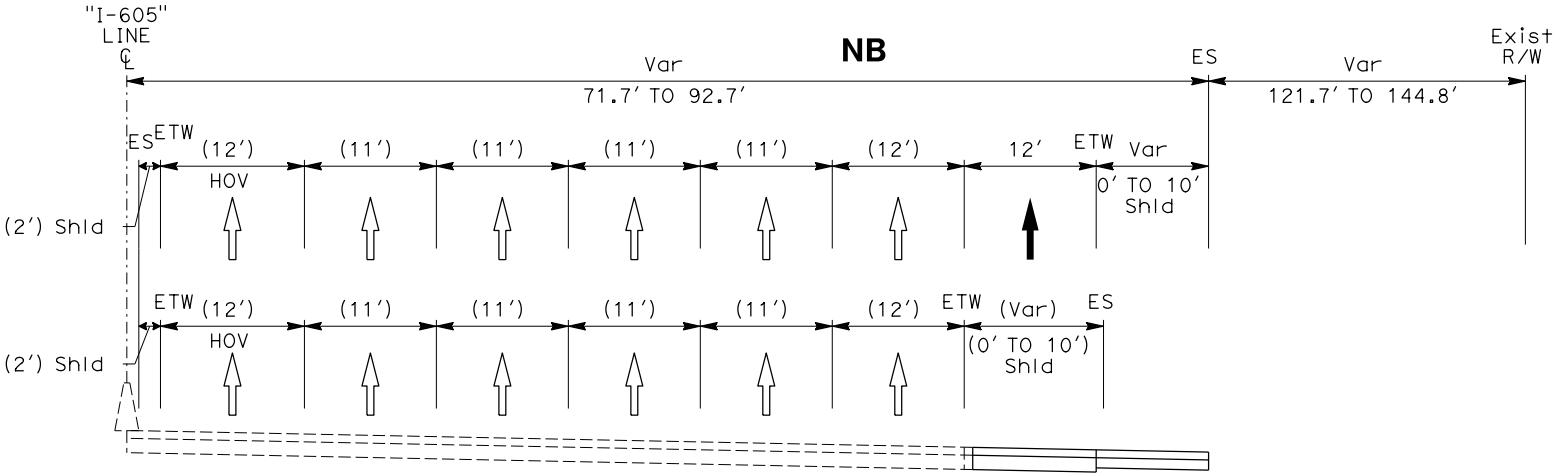 "I-605"
LINE
℄
NB
Var
71.7' TO 92.7'
ES
Var
121.7' TO 144.8'
Exist
R/W
ES
ETW
(12')
HOV
(11')
(11')
(11')
(11')
(12')
12'
ETW
Var
0' TO 10'
Shld
(2') Shld
ETW
(12')
HOV
(11')
(11')
(11')
(11')
(12')
ETW
(Var)
(0' TO 10')
Shld
ES
(2') Shld